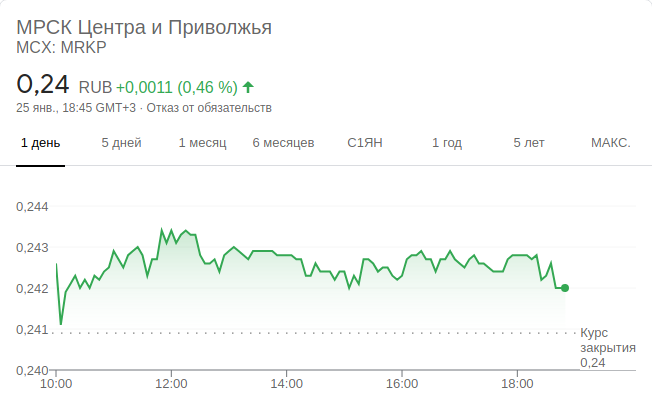 МРСК Центра и Приволжья
MCX: MRKP
0,24 RUB +0,0011 (0,46 %)
25 янв., 18:45 GMT+3 · Отказ от обязательств
1 день 5 дней 1 месяц 6 месяцев С1ЯН 1 год 5 лет МАКС.
0,244
0,243
0,242
0,241
Курс
закрытия
0,24
0,240
10:00 12:00 14:00 16:00 18:00